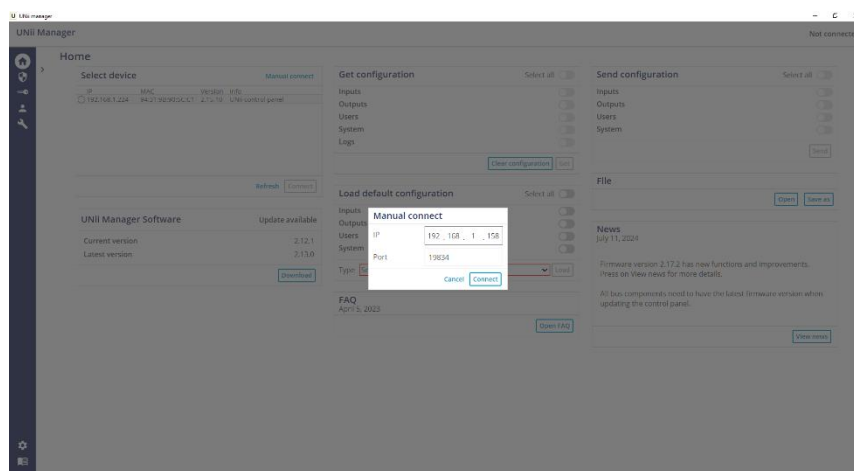 UNii manager
UNii Manager
Not connecte
Home
Select device
Manual connect
IP MAC Version Info
192.168.1.224 UNii control panel
Refresh Connect
UNii Manager Software
Update available
Current version 2.12.1
Latest version 2.13.0
Download
Get configuration
Select all
Inputs
Outputs
Users
System
Logs
Clear configuration Get
Load default configuration
Select all
Inputs
Outputs
Users
System
Type
Load
FAQ
April 5, 2023
Open FAQ
Manual connect
IP 192 . 168 . 1 . 158
Port 19834
Cancel Connect
Send configuration
Select all
Inputs
Outputs
Users
System
Send
File
Open Save as
News
July 11, 2024
Firmware version 2.17.2 has new functions and improvements.
Press on View news for more details.
All bus components need to have the latest firmware version when
updating the control panel.
View news